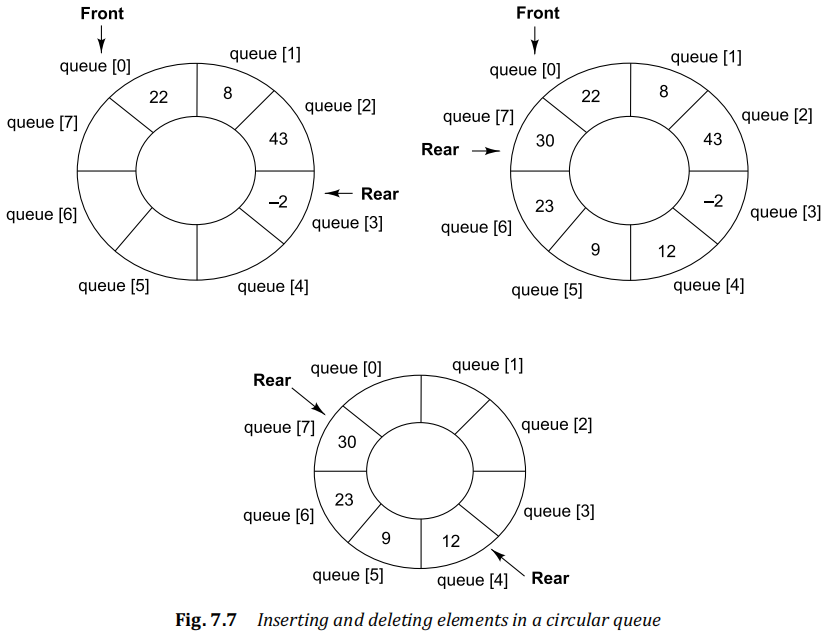 Front
queue [0]
queue [1]
22
8
queue [2]
queue [7]
43
–2
Rear
queue [6]
queue [3]
queue [5]
queue [4]
Front
queue [0]
queue [1]
22
8
queue [7]
queue [2]
30
43
Rear
23
–2
queue [3]
queue [6]
9
12
queue [5]
queue [4]
queue [0]
queue [1]
Rear
queue [7]
queue [2]
30
23
queue [6]
queue [3]
9
12
queue [5]
queue [4]
Rear
Fig. 7.7 Inserting and deleting elements in a circular queue